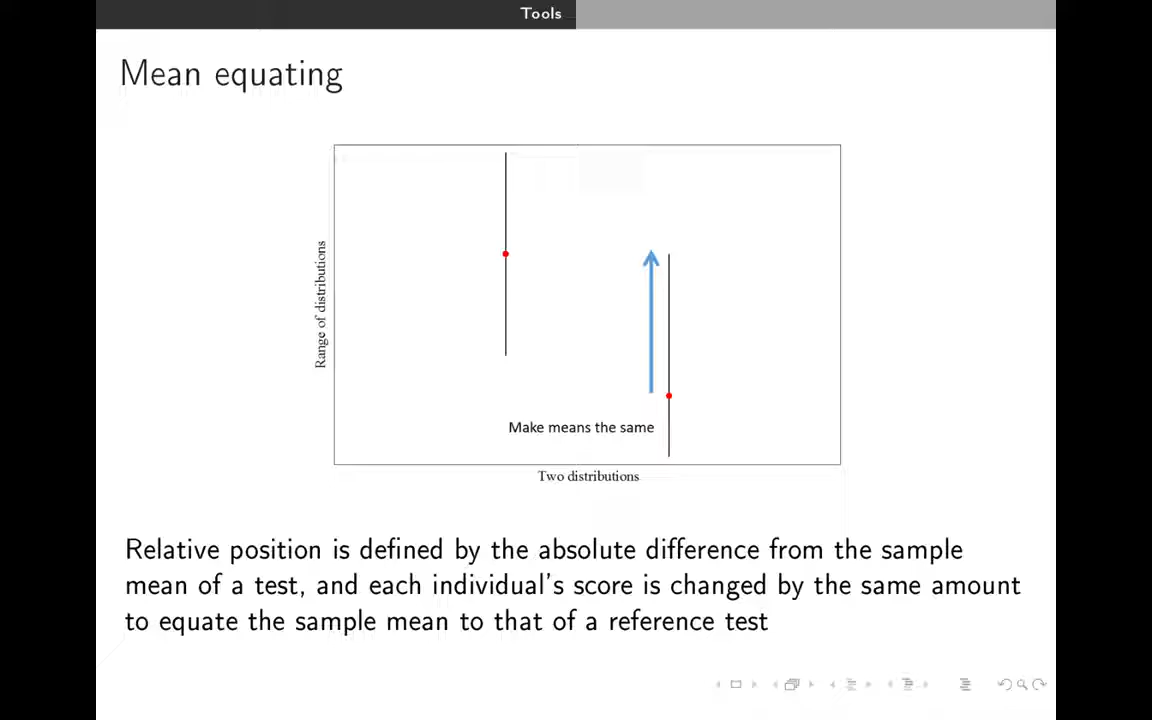 Tools
Mean equating
Range of distributions
Make means the same
Two distributions
Relative position is defined by the absolute difference from the sample
mean of a test, and each individual's score is changed by the same amount
to equate the sample mean to that of a reference test